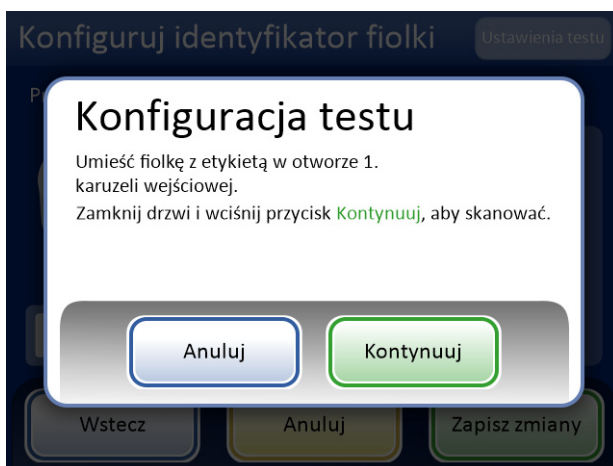 Konfiguruj identyfikator fiolki
Ustawienia testu
Konfiguracja testu
Umieść fiolkę z etykietą w otworze 1.
karuzeli wejściowej.
Zamknij drzwi i wciśnij przycisk Kontynuuj, aby skanować.
Anuluj
Kontynuuj
Wstecz
Anuluj
Zapisz zmiany